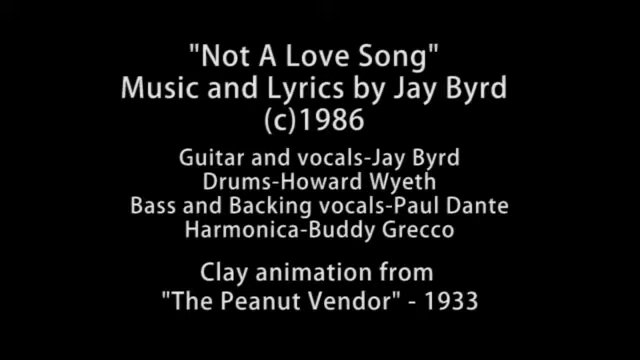 "Not A Love Song"
Music and Lyrics by Jay Byrd
(c)1986
Guitar and vocals-Jay Byrd
Drums-Howard Wyeth
Bass and Backing vocals-Paul Dante
Harmonica-Buddy Grecco
Clay animation from
"The Peanut Vendor" - 1933